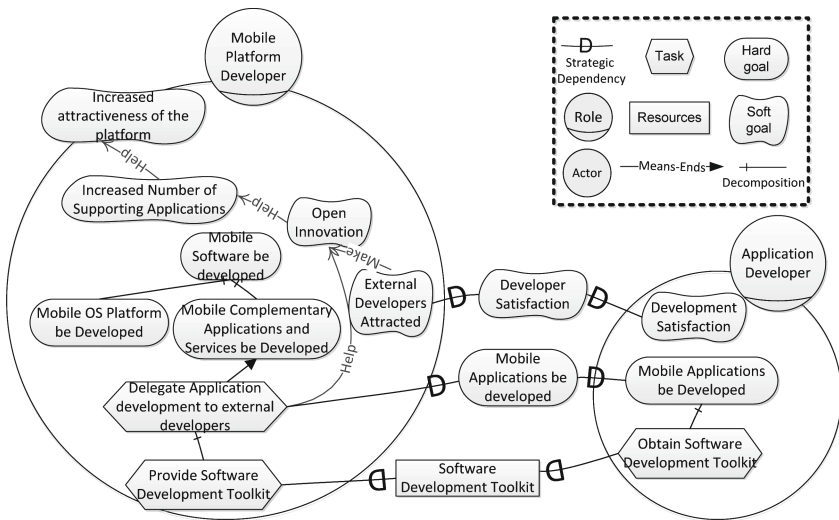 Mobile
Platform
Developer
Increased
attractiveness of the
platform
Help
Increased Number of
Supporting Applications
Help
Open
Innovation
Make
Mobile
Software be
developed
External
Developers
Attracted
Mobile OS Platform
be Developed
Mobile Complementary
Applications and
Services be Developed
Help
Delegate Application
development to external
developers
Provide Software
Development Toolkit
D
Developer
Satisfaction
D
D
Mobile
Applications be
developed
D
D
Software
Development Toolkit
D
Application
Developer
Development
Satisfaction
Mobile Applications
be Developed
Obtain Software
Development Toolkit
D
Strategic
Dependency
Task
Hard
goal
Role
Resources
Soft
goal
Actor
Means-Ends
Decomposition